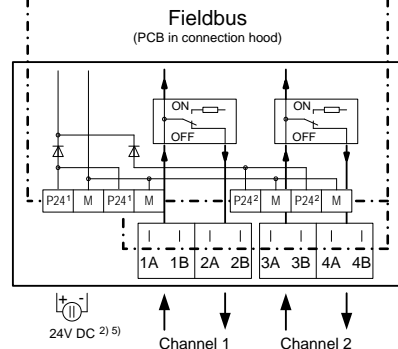 Fieldbus
(PCB in connection hood)
ON ON
OFF OFF
P24¹ M P24¹ M P24² M P24² M
1A 1B 2A 2B 3A 3B 4A 4B
+ -
24V DC ²⁾ ⁵⁾
Channel 1 Channel 2